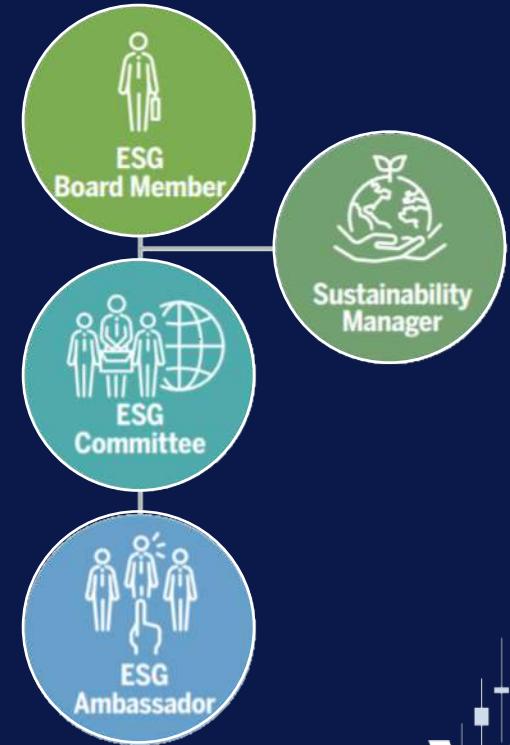 ESG
Board Member
Sustainability
Manager
ESG
Committee
ESG
Ambassador